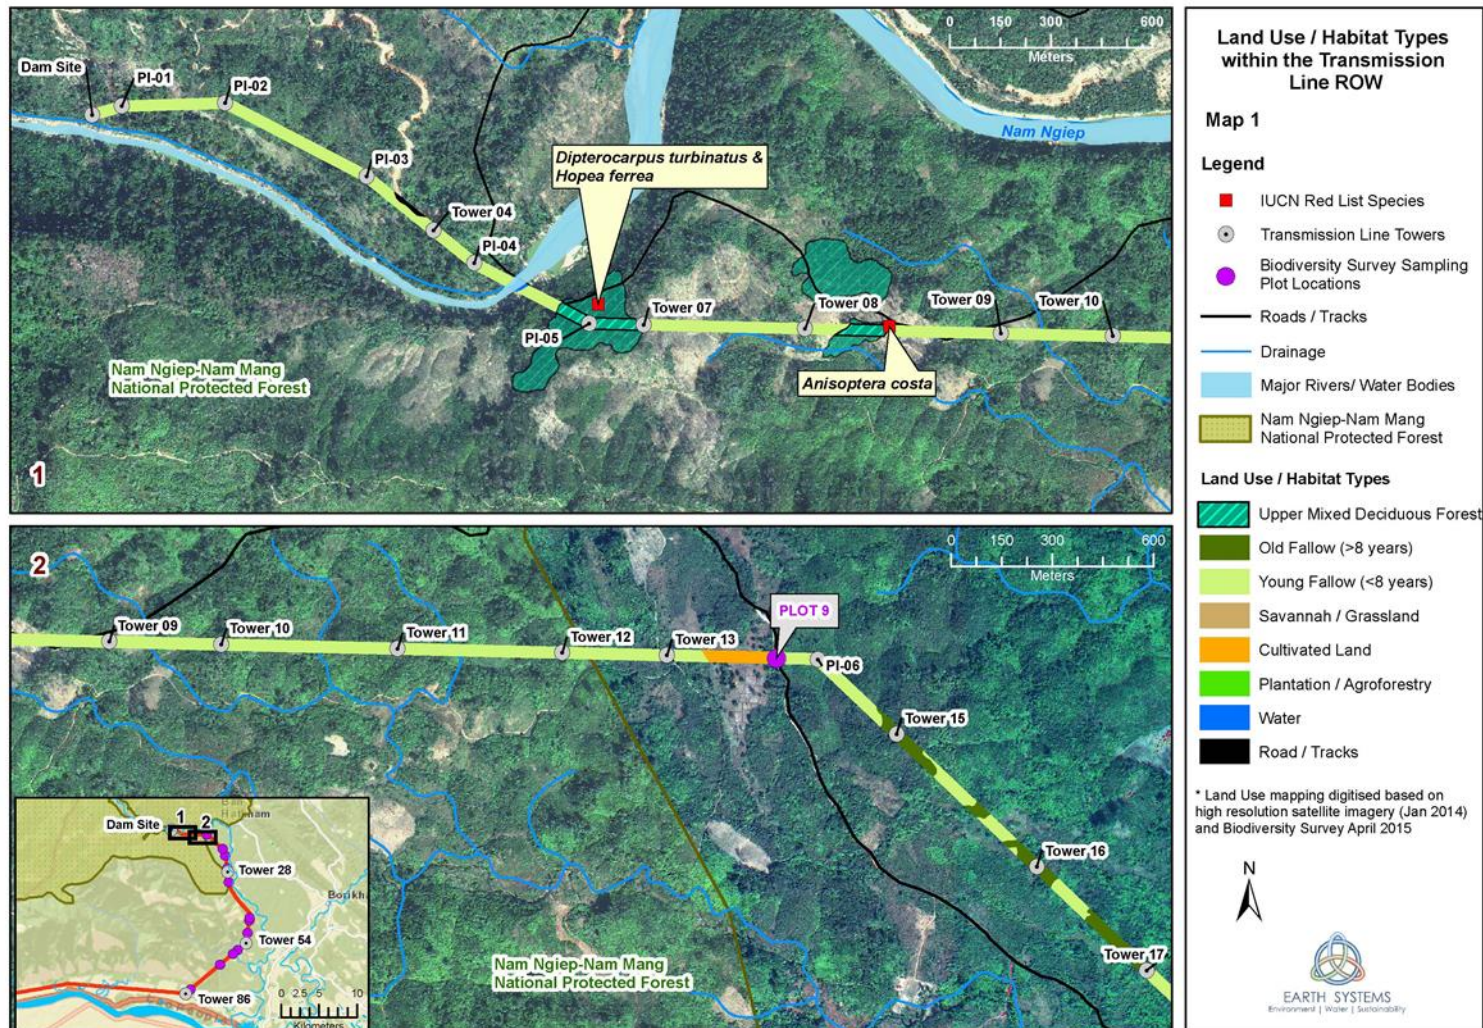 Dam Site
PI-01
PI-02
PI-03
Tower 04
PI-04
Dipterocarpus turbinatus &
Hopea ferrea
PI-05
Tower 07
Tower 08
Tower 09
Tower 10
Anisoptera costa
Nam Ngiep
0 150 300 600
Meters
Nam Ngiep-Nam Mang
National Protected Forest
1
2
Tower 09
Tower 10
Tower 11
Tower 12
Tower 13
PLOT 9
PI-06
Tower 15
Tower 16
Tower 17
0 150 300 600
Meters
Nam Ngiep-Nam Mang
National Protected Forest
Dam Site
1
2
Tower 28
Tower 54
Tower 86
0 2.5 5 10
Kilometers
Land Use / Habitat Types
within the Transmission
Line ROW
Map 1
Legend
IUCN Red List Species
Transmission Line Towers
Biodiversity Survey Sampling
Plot Locations
Roads / Tracks
Drainage
Major Rivers/ Water Bodies
Nam Ngiep-Nam Mang
National Protected Forest
Land Use / Habitat Types
Upper Mixed Deciduous Forest
Old Fallow (>8 years)
Young Fallow (<8 years)
Savannah / Grassland
Cultivated Land
Plantation / Agroforestry
Water
Road / Tracks
* Land Use mapping digitised based on
high resolution satellite imagery (Jan 2014)
and Biodiversity Survey April 2015
N
EARTH SYSTEMS
Environment | Water | Sustainability